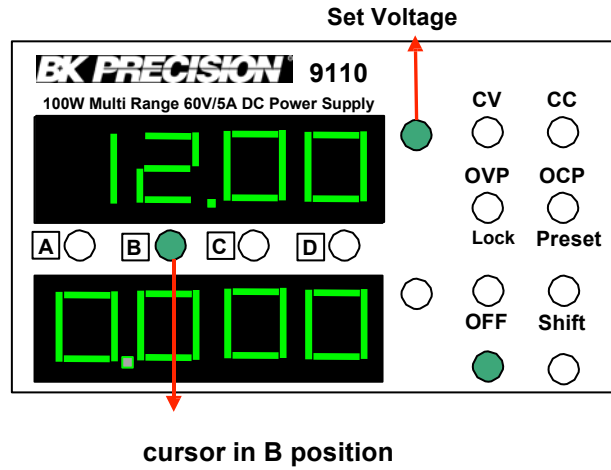 Set Voltage
BK PRECISION® 9110
100W Multi Range 60V/5A DC Power Supply
CV CC
12.00
OVP OCP
A B C D
Lock Preset
0.000
OFF Shift
cursor in B position